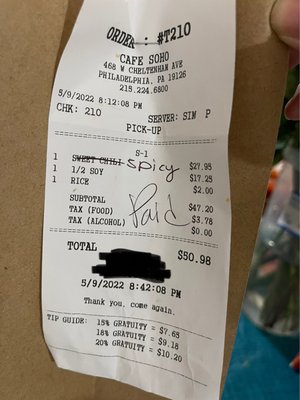 ORDER: #T210
CAFE SOHO
468 W CHELTENHAM AVE
PHILADELPHIA, PA 19126
215.224.6800
5/9/2022 8:12:08 PM
CHK: 210 SERVER: SIM P
PICK-UP
S-1
1 SWEET CHILI spicy $27.95
1 1/2 SOY $17.25
1 RICE $2.00
SUBTOTAL $47.20
TAX (FOOD) $3.78
TAX (ALCOHOL) $0.00
Paid
TOTAL $50.98
5/9/2022 8:42:08 PM
Thank you, come again.
TIP GUIDE: 15% GRATUITY = $7.65
18% GRATUITY = $9.18
20% GRATUITY = $10.20